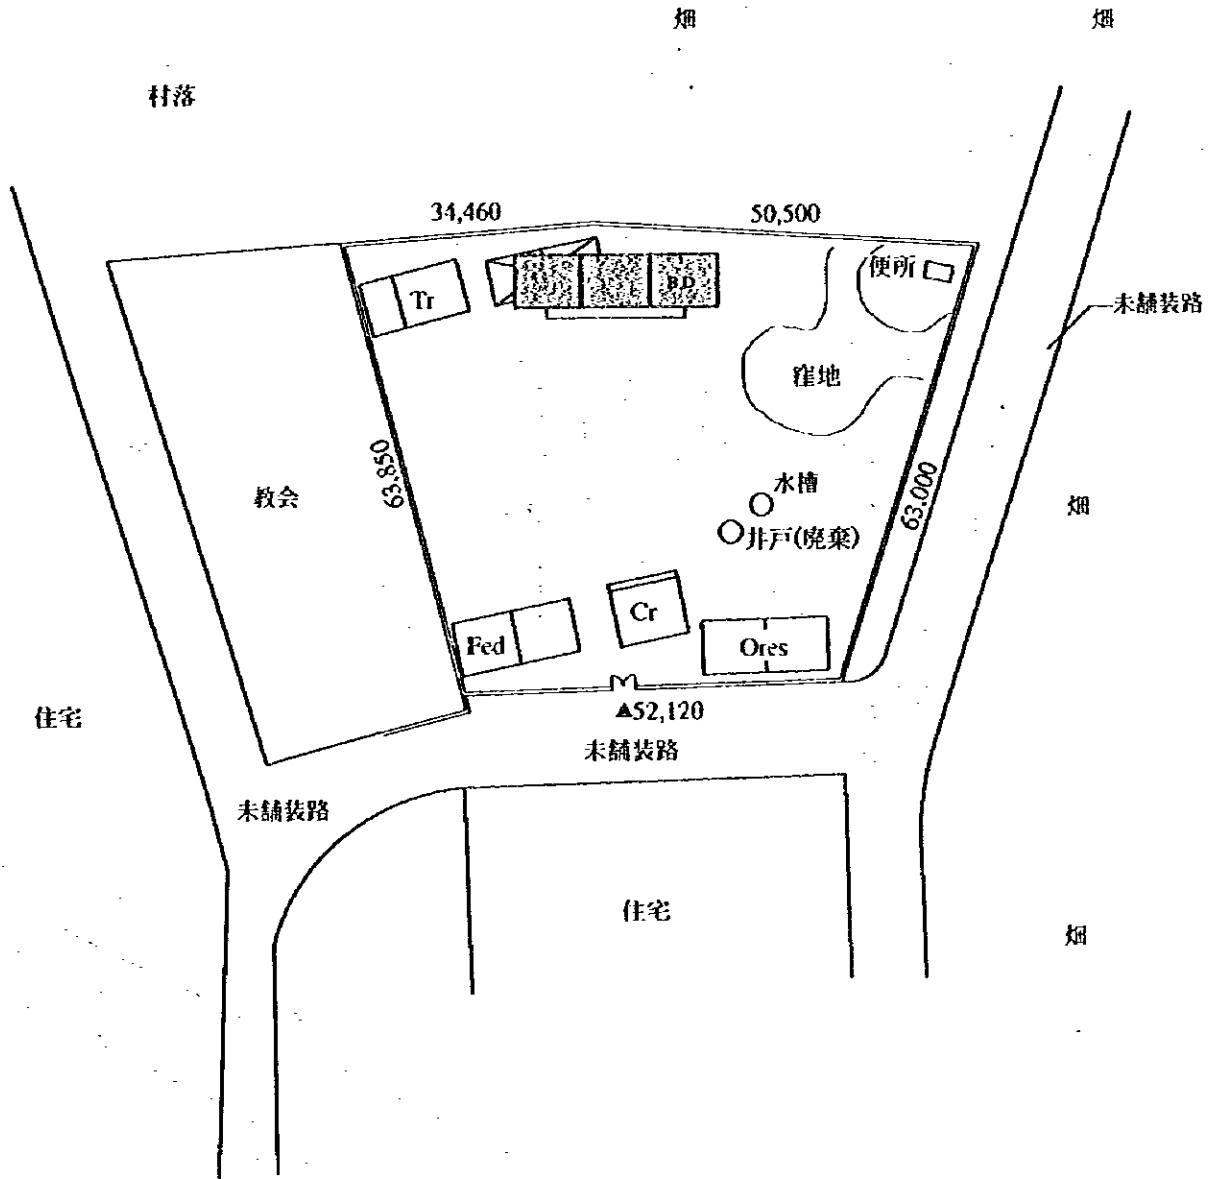 畑
畑
村落
34,460
50,500
便所
Tr
BD
未舗装路
窪地
63,850
教会
水槽
63.000
畑
井戸(廃棄)
Cr
Fed
Ores
▲52,120
住宅
未舗装路
未舗装路
住宅
畑